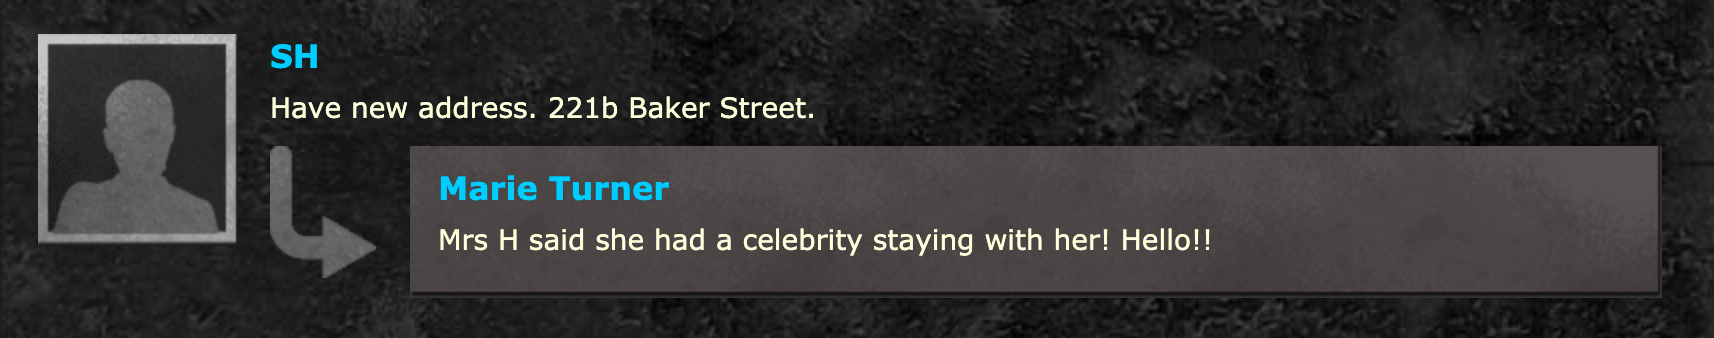 SH
Have new address. 221b Baker Street.
Marie Turner
Mrs H said she had a celebrity staying with her! Hello!!